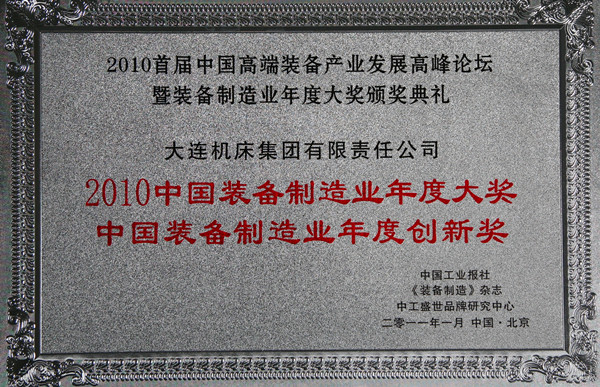 2010首届中国高端装备产业发展高峰论坛
暨装备制造业年度大奖颁奖典礼
大连机床集团有限责任公司
2010中国装备制造业年度大奖
中国装备制造业年度创新奖
中国工业报社
《装备制造》杂志
中工盛世品牌研究中心
二零一一年一月 中国·北京